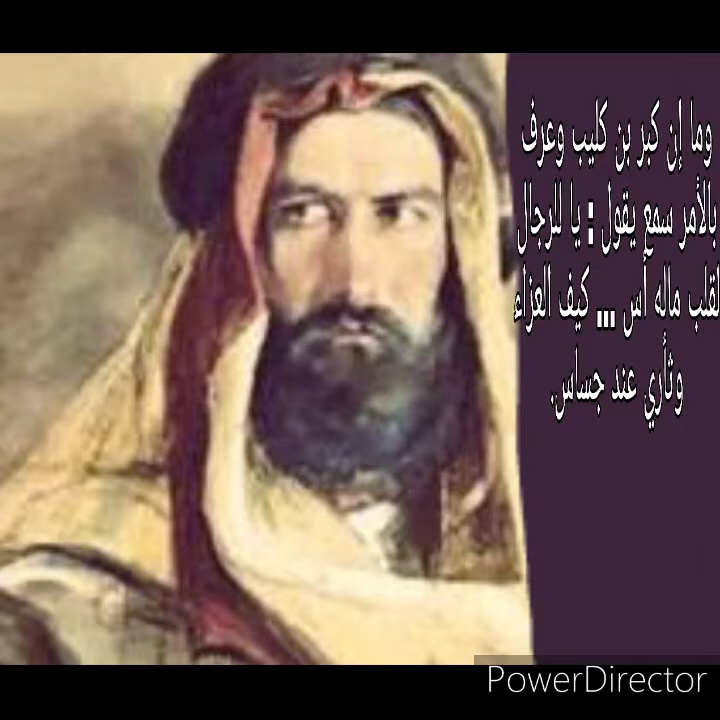 وما إن كبر بن كليب وعرف
بالأمر سمع يقول : يا للرجال
لقلب ماله أس ... كيف العزاء
وثأري عند جساس.
PowerDirector